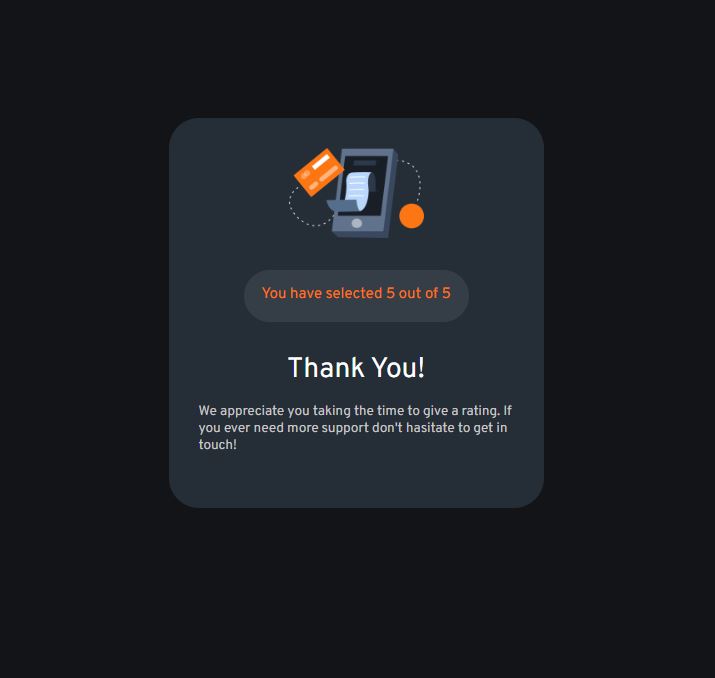 You have selected 5 out of 5
Thank You!
We appreciate you taking the time to give a rating. If
you ever need more support don't hasitate to get in
touch!